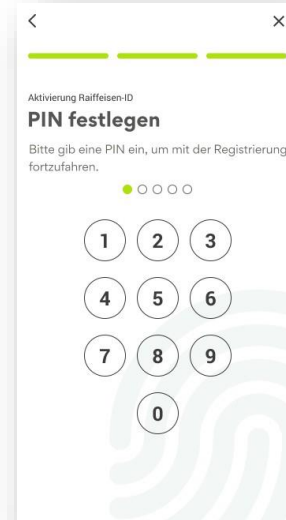 Aktivierung Raiffeisen-ID
PIN festlegen
Bitte gib eine PIN ein, um mit der Registrierung
fortzufahren.
1 2 3
4 5 6
7 8 9
0